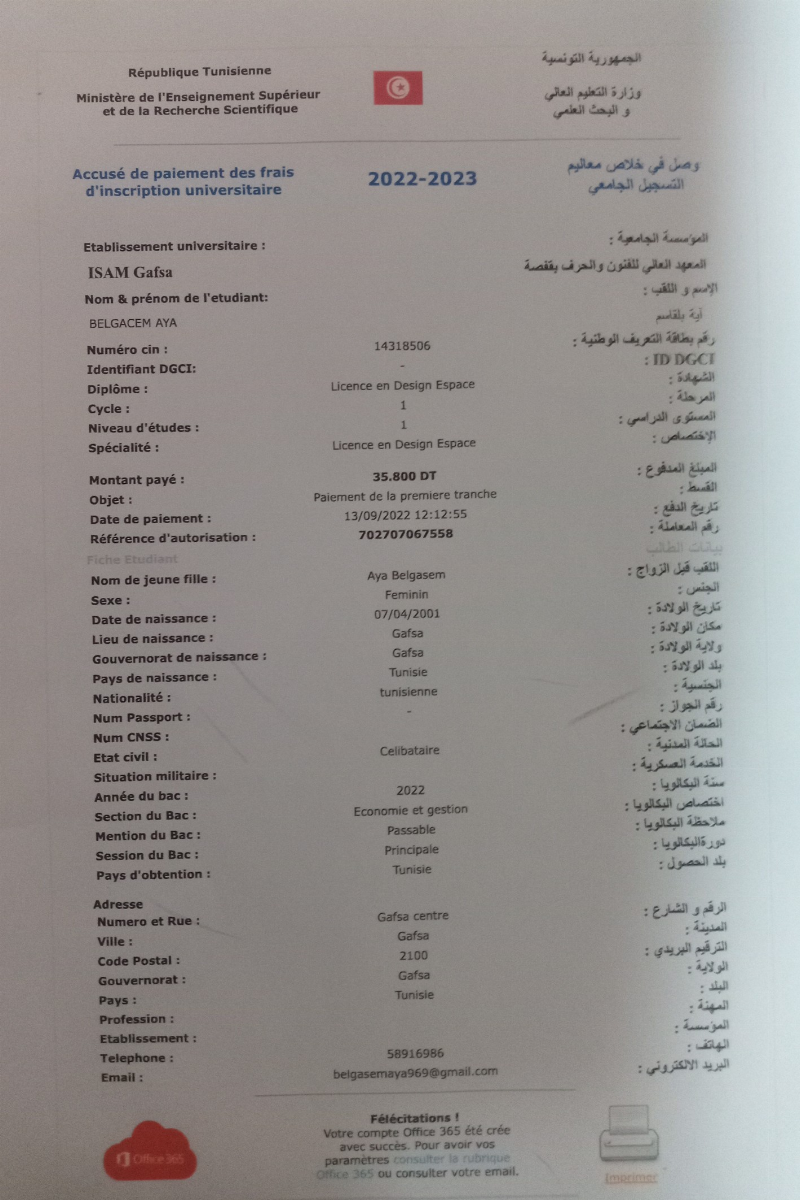 République Tunisienne
Ministère de l'Enseignement Supérieur
et de la Recherche Scientifique
الجمهورية التونسية
وزارة التعليم العالي
و البحث العلمي
Accusé de paiement des frais
d'inscription universitaire
2022-2023
وصل في خلاص معاليم
التسجيل الجامعي
Etablissement universitaire : المؤسسة الجامعية :
ISAM Gafsa المعهد العالي للفنون والحرف بقفصة
Nom & prénom de l'etudiant: الإسم و اللقب :
BELGACEM AYA آية بلقاسم
Numéro cin : 14318506 رقم بطاقة التعريف الوطنية :
Identifiant DGCI: - ID DGCI :
Diplôme : Licence en Design Espace الشهادة :
Cycle : 1 المرحلة :
Niveau d'études : 1 المستوى الدراسي :
Spécialité : Licence en Design Espace الإختصاص :
Montant payé : 35.800 DT المبلغ المدفوع :
Objet : Paiement de la premiere tranche القسط :
Date de paiement : 13/09/2022 12:12:55 تاريخ الدفع :
Référence d'autorisation : 702707067558 رقم المعاملة :
Fiche Etudiant بيانات الطالب
Nom de jeune fille : Aya Belgasem اللقب قبل الزواج :
Sexe : Feminin الجنس :
Date de naissance : 07/04/2001 تاريخ الولادة :
Lieu de naissance : Gafsa مكان الولادة :
Gouvernorat de naissance : Gafsa ولاية الولادة :
Pays de naissance : Tunisie بلد الولادة :
Nationalité : tunisienne الجنسية :
Num Passport : - رقم الجواز :
Num CNSS : الضمان الاجتماعي :
Etat civil : Celibataire الحالة المدنية :
Situation militaire : الخدمة العسكرية :
Année du bac : 2022 سنة البكالويا :
Section du Bac : Economie et gestion اختصاص البكالويا :
Mention du Bac : Passable ملاحظة البكالويا :
Session du Bac : Principale دورةالبكالويا :
Pays d'obtention : Tunisie بلد الحصول :
Adresse
Numero et Rue : Gafsa centre الرقم و الشارع :
Ville : Gafsa المدينة :
Code Postal : 2100 الترقيم البريدي :
Gouvernorat : Gafsa الولاية :
Pays : Tunisie البلد :
Profession : المهنة :
Etablissement : المؤسسة :
Telephone : 58916986 الهاتف :
Email : belgasemaya969@gmail.com البريد الالكتروني :
Office 365
Félécitations !
Votre compte Office 365 été crée
avec succès. Pour avoir vos
paramètres consulter la rubrique
Office 365 ou consulter votre email.
Imprimer